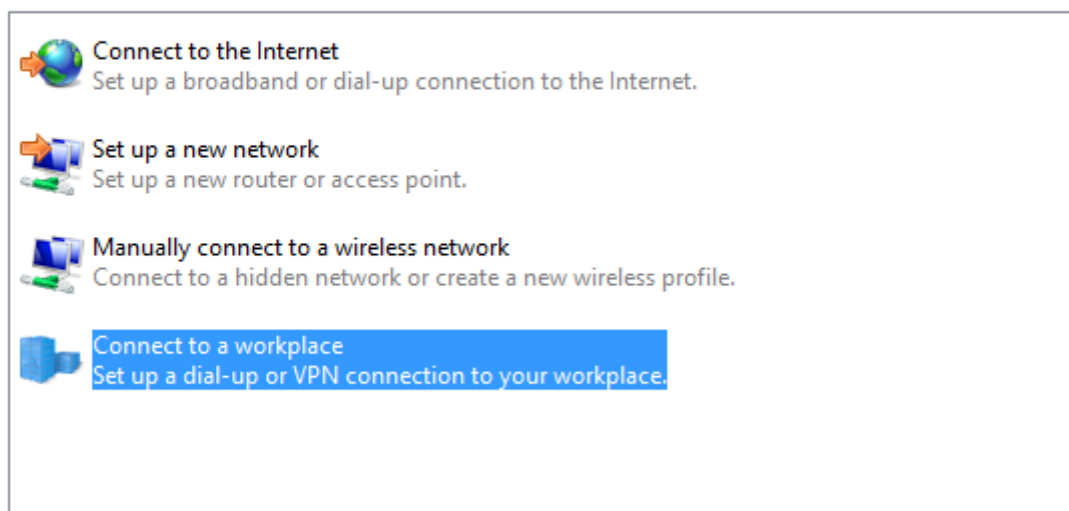 Connect to the Internet
Set up a broadband or dial-up connection to the Internet.
Set up a new network
Set up a new router or access point.
Manually connect to a wireless network
Connect to a hidden network or create a new wireless profile.
Connect to a workplace
Set up a dial-up or VPN connection to your workplace.